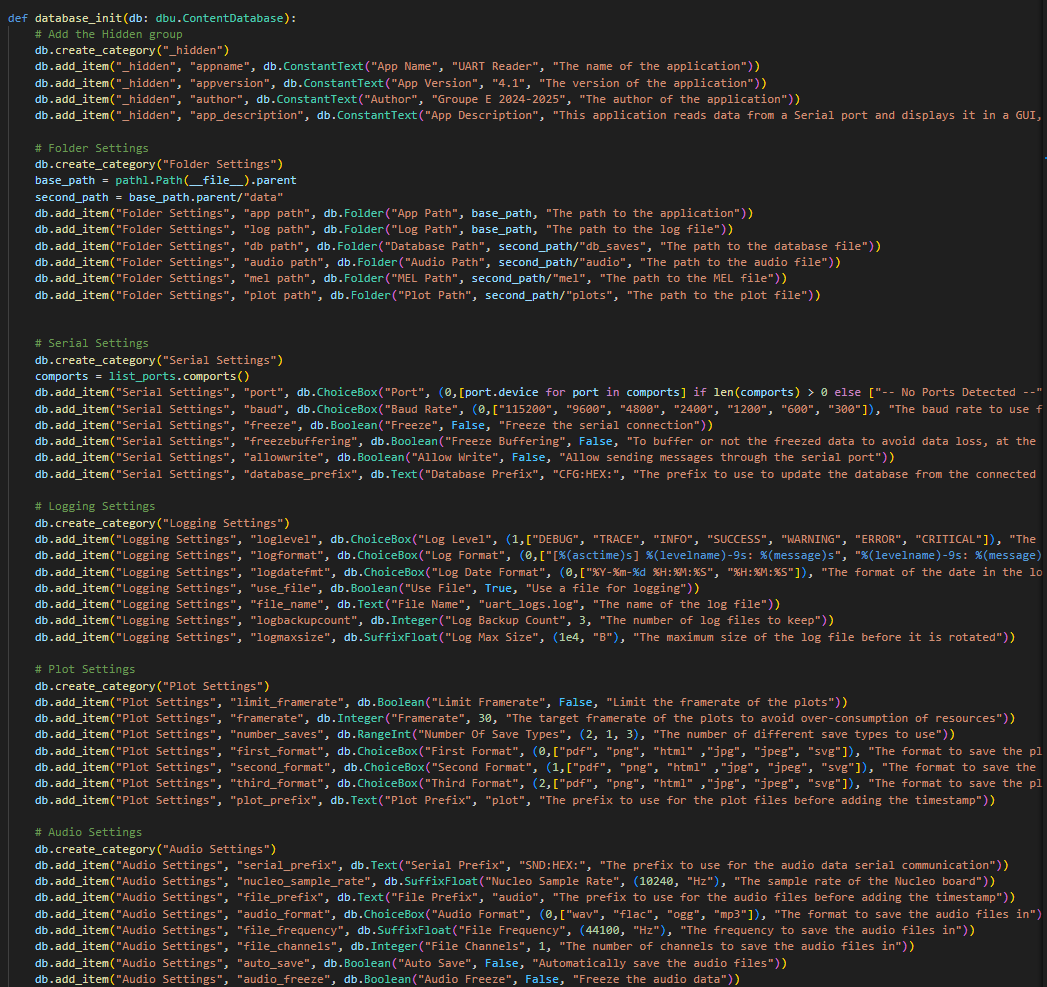 def database_init(db: dbu.ContentDatabase):
    # Add the Hidden group
    db.create_category("_hidden")
    db.add_item("_hidden", "appname", db.ConstantText("App Name", "UART Reader", "The name of the application"))
    db.add_item("_hidden", "appversion", db.ConstantText("App Version", "4.1", "The version of the application"))
    db.add_item("_hidden", "author", db.ConstantText("Author", "Groupe E 2024-2025", "The author of the application"))
    db.add_item("_hidden", "app_description", db.ConstantText("App Description", "This application reads data from a Serial port and displays it in a GUI,

    # Folder Settings
    db.create_category("Folder Settings")
    base_path = pathl.Path(__file__).parent
    second_path = base_path.parent/"data"
    db.add_item("Folder Settings", "app path", db.Folder("App Path", base_path, "The path to the application"))
    db.add_item("Folder Settings", "log path", db.Folder("Log Path", base_path, "The path to the log file"))
    db.add_item("Folder Settings", "db path", db.Folder("Database Path", second_path/"db_saves", "The path to the database file"))
    db.add_item("Folder Settings", "audio path", db.Folder("Audio Path", second_path/"audio", "The path to the audio file"))
    db.add_item("Folder Settings", "mel path", db.Folder("MEL Path", second_path/"mel", "The path to the MEL file"))
    db.add_item("Folder Settings", "plot path", db.Folder("Plot Path", second_path/"plots", "The path to the plot file"))

    # Serial Settings
    db.create_category("Serial Settings")
    comports = list_ports.comports()
    db.add_item("Serial Settings", "port", db.ChoiceBox("Port", (0,[port.device for port in comports] if len(comports) > 0 else ["-- No Ports Detected --"
    db.add_item("Serial Settings", "baud", db.ChoiceBox("Baud Rate", (0,["115200", "9600", "4800", "2400", "1200", "600", "300"]), "The baud rate to use f
    db.add_item("Serial Settings", "freeze", db.Boolean("Freeze", False, "Freeze the serial connection"))
    db.add_item("Serial Settings", "freezebuffering", db.Boolean("Freeze Buffering", False, "To buffer or not the freezed data to avoid data loss, at the
    db.add_item("Serial Settings", "allowwrite", db.Boolean("Allow Write", False, "Allow sending messages through the serial port"))
    db.add_item("Serial Settings", "database_prefix", db.Text("Database Prefix", "CFG:HEX:", "The prefix to use to update the database from the connected

    # Logging Settings
    db.create_category("Logging Settings")
    db.add_item("Logging Settings", "loglevel", db.ChoiceBox("Log Level", (1,["DEBUG", "TRACE", "INFO", "SUCCESS", "WARNING", "ERROR", "CRITICAL"]), "The
    db.add_item("Logging Settings", "logformat", db.ChoiceBox("Log Format", (0,["[%(asctime)s] %(levelname)-9s: %(message)s", "%(levelname)-9s: %(message)
    db.add_item("Logging Settings", "logdatefmt", db.ChoiceBox("Log Date Format", (0,["%Y-%m-%d %H:%M:%S", "%H:%M:%S"]), "The format of the date in the lo
    db.add_item("Logging Settings", "use_file", db.Boolean("Use File", True, "Use a file for logging"))
    db.add_item("Logging Settings", "file_name", db.Text("File Name", "uart_logs.log", "The name of the log file"))
    db.add_item("Logging Settings", "logbackupcount", db.Integer("Log Backup Count", 3, "The number of log files to keep"))
    db.add_item("Logging Settings", "logmaxsize", db.SuffixFloat("Log Max Size", (1e4, "B"), "The maximum size of the log file before it is rotated"))

    # Plot Settings
    db.create_category("Plot Settings")
    db.add_item("Plot Settings", "limit_framerate", db.Boolean("Limit Framerate", False, "Limit the framerate of the plots"))
    db.add_item("Plot Settings", "framerate", db.Integer("Framerate", 30, "The target framerate of the plots to avoid over-consumption of resources"))
    db.add_item("Plot Settings", "number_saves", db.RangeInt("Number Of Save Types", (2, 1, 3), "The number of different save types to use"))
    db.add_item("Plot Settings", "first_format", db.ChoiceBox("First Format", (0,["pdf", "png", "html" ,"jpg", "jpeg", "svg"]), "The format to save the pl
    db.add_item("Plot Settings", "second_format", db.ChoiceBox("Second Format", (1,["pdf", "png", "html" ,"jpg", "jpeg", "svg"]), "The format to save the
    db.add_item("Plot Settings", "third_format", db.ChoiceBox("Third Format", (2,["pdf", "png", "html" ,"jpg", "jpeg", "svg"]), "The format to save the pl
    db.add_item("Plot Settings", "plot_prefix", db.Text("Plot Prefix", "plot", "The prefix to use for the plot files before adding the timestamp"))

    # Audio Settings
    db.create_category("Audio Settings")
    db.add_item("Audio Settings", "serial_prefix", db.Text("Serial Prefix", "SND:HEX:", "The prefix to use for the audio data serial communication"))
    db.add_item("Audio Settings", "nucleo_sample_rate", db.SuffixFloat("Nucleo Sample Rate", (10240, "Hz"), "The sample rate of the Nucleo board"))
    db.add_item("Audio Settings", "file_prefix", db.Text("File Prefix", "audio", "The prefix to use for the audio files before adding the timestamp"))
    db.add_item("Audio Settings", "audio_format", db.ChoiceBox("Audio Format", (0,["wav", "flac", "ogg", "mp3"]), "The format to save the audio files in")
    db.add_item("Audio Settings", "file_frequency", db.SuffixFloat("File Frequency", (44100, "Hz"), "The frequency to save the audio files in"))
    db.add_item("Audio Settings", "file_channels", db.Integer("File Channels", 1, "The number of channels to save the audio files in"))
    db.add_item("Audio Settings", "auto_save", db.Boolean("Auto Save", False, "Automatically save the audio files"))
    db.add_item("Audio Settings", "audio_freeze", db.Boolean("Audio Freeze", False, "Freeze the audio data"))